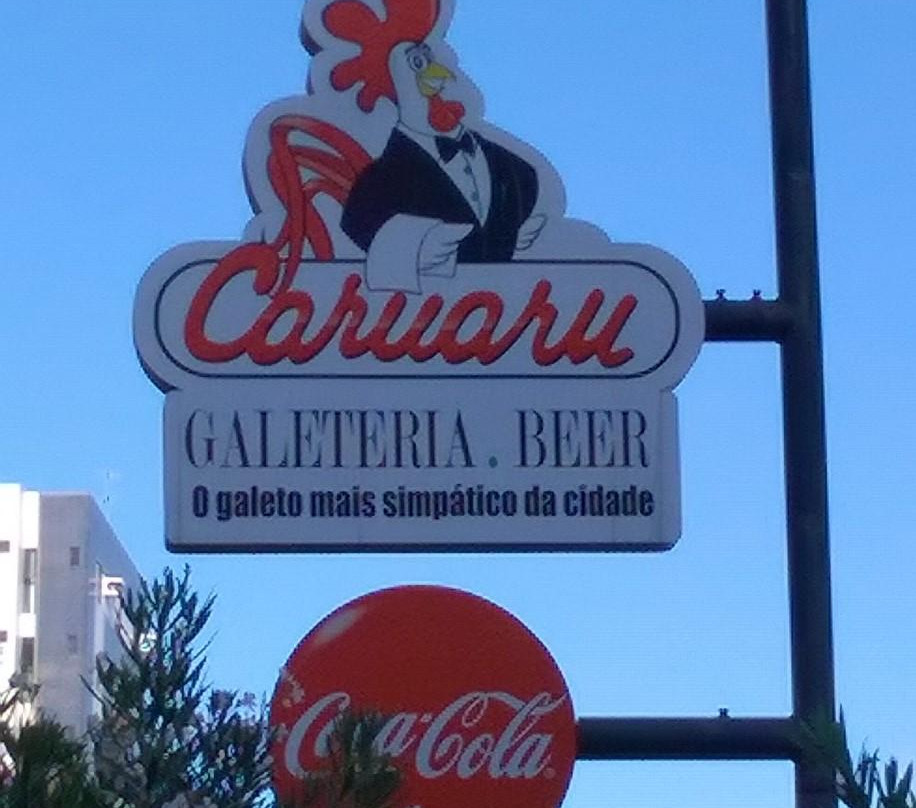 Caruaru
GALETERIA . BEER
O galeto mais simpático da cidade
Coca-Cola